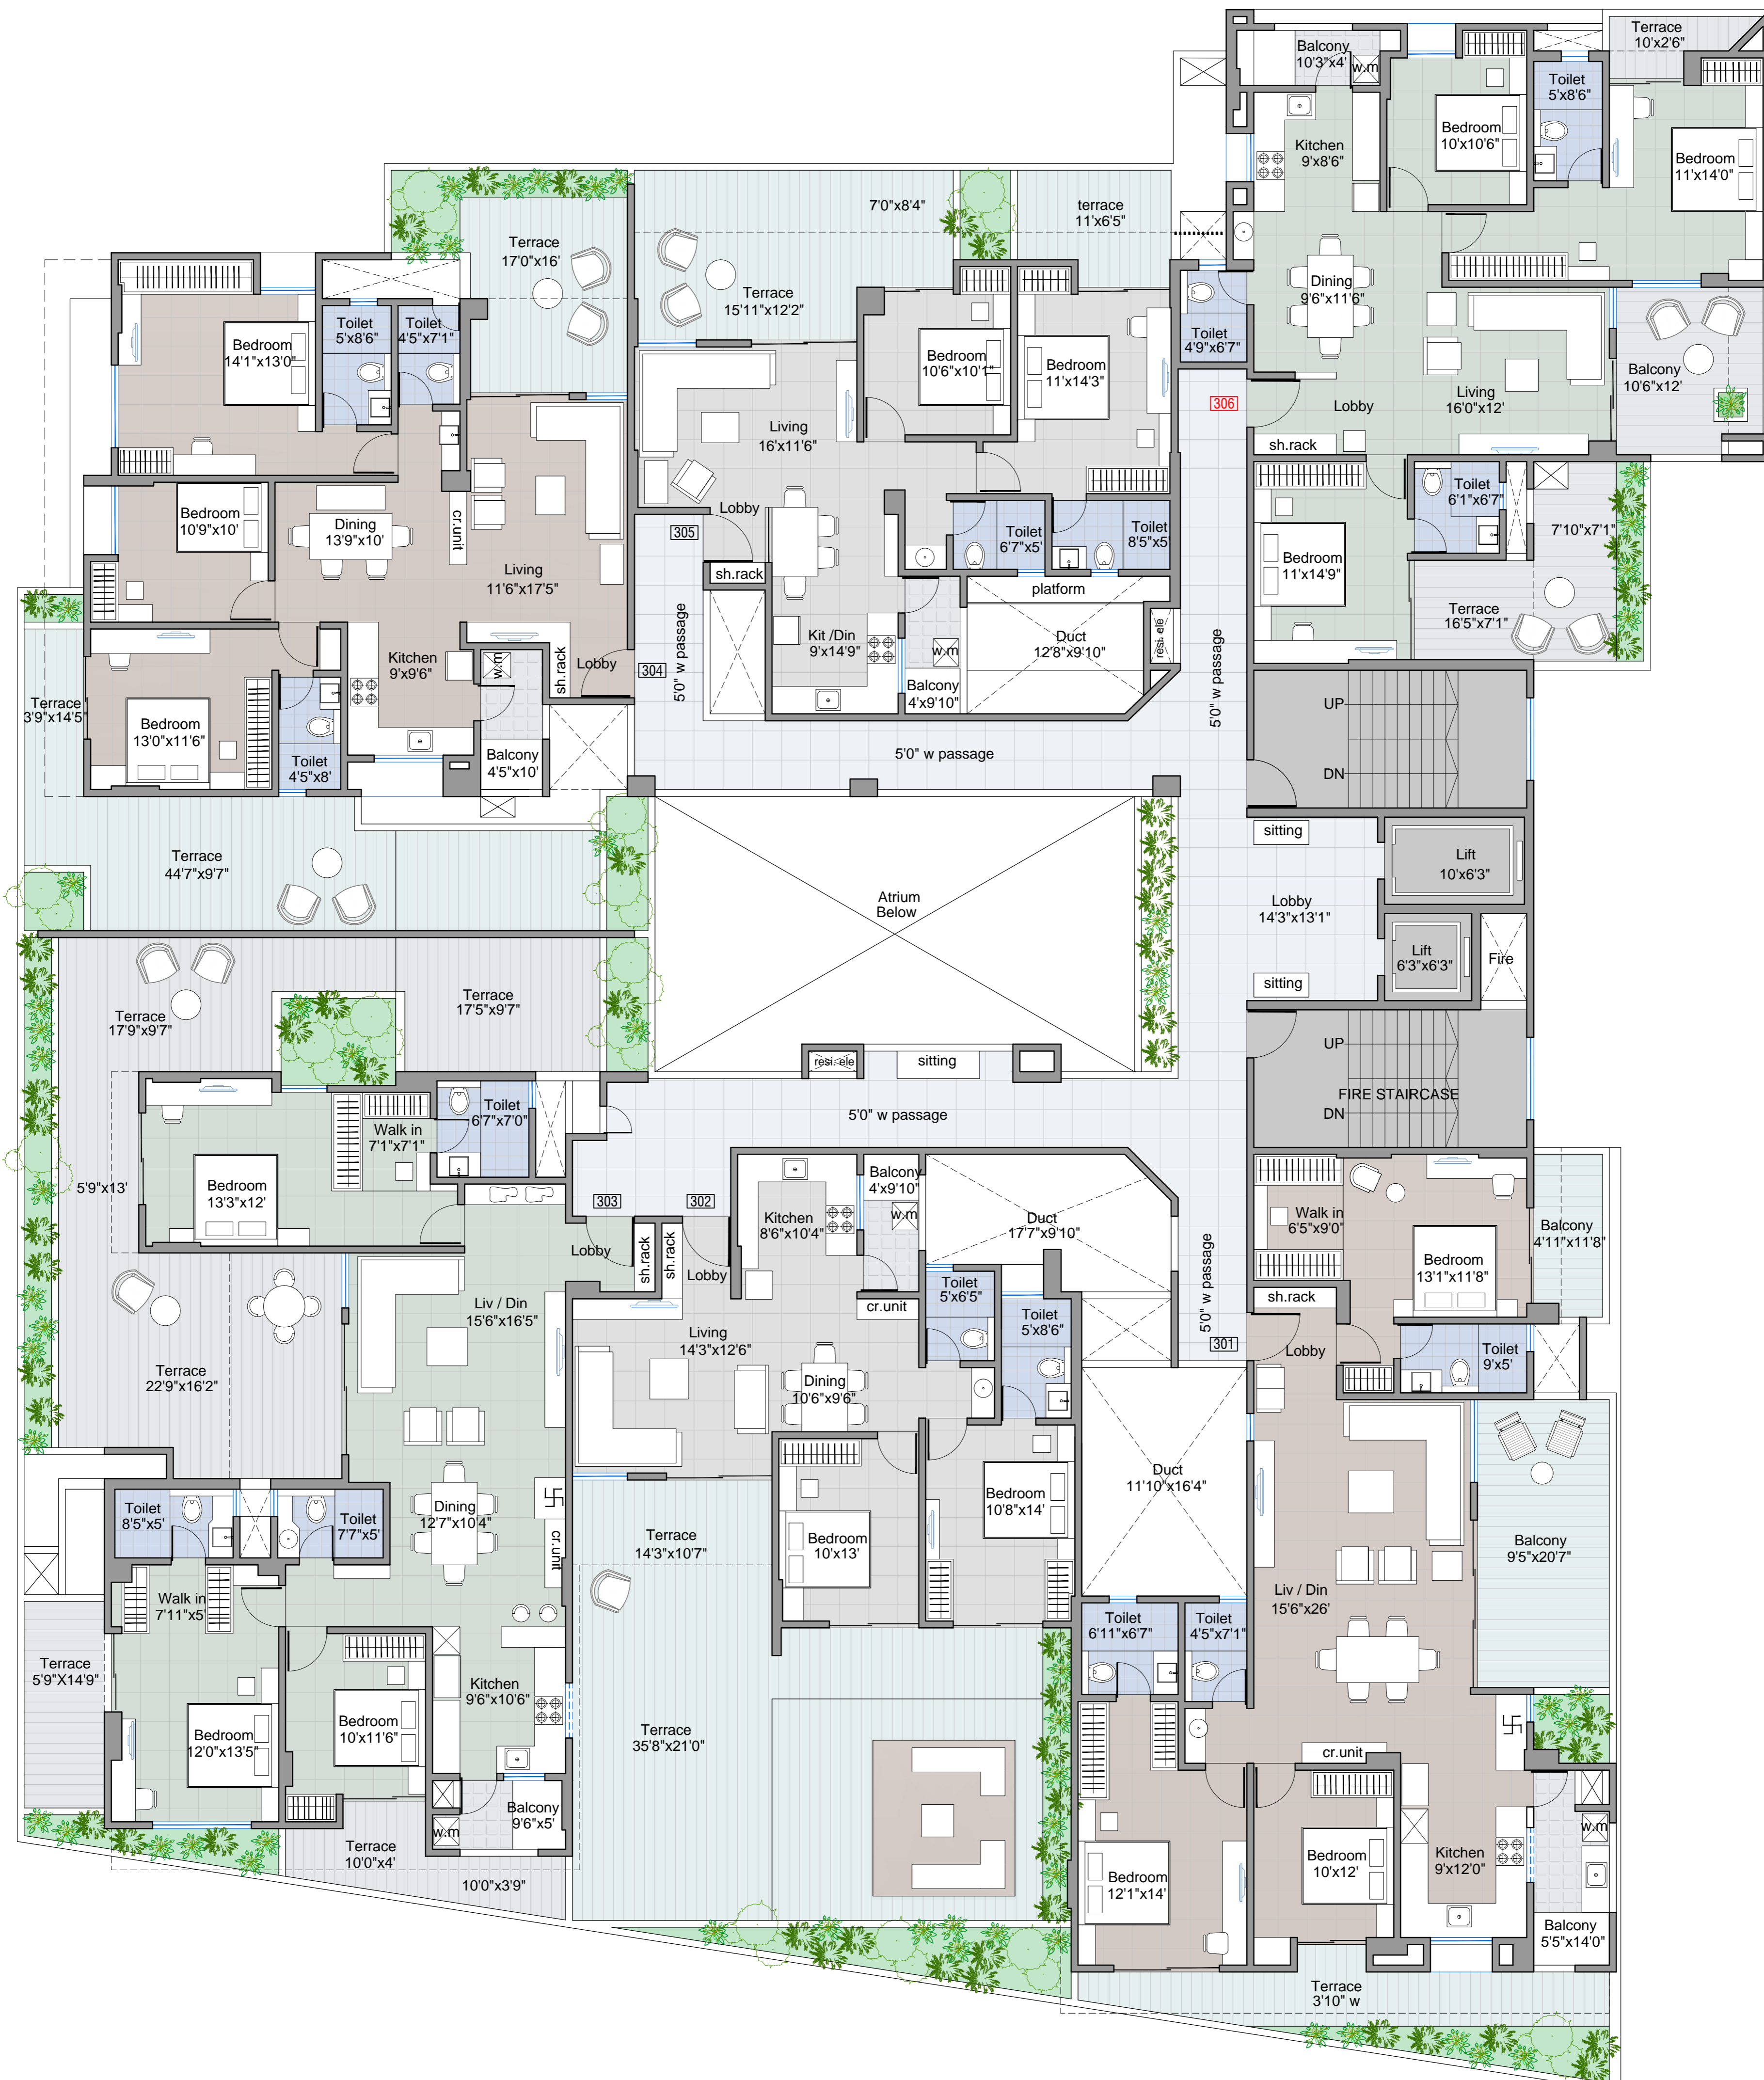 Terrace
10'x2'6"
Balcony
10'3"x4'
w.m
Toilet
5'x8'6"
Bedroom
10'x10'6"
Kitchen
9'x8'6"
Bedroom
11'x14'0"
7'0"x8'4"
terrace
11'x6'5"
Terrace
17'0"x16'
Terrace
15'11"x12'2"
Dining
9'6"x11'6"
Toilet
4'9"x6'7"
Bedroom
14'1"x13'0"
Toilet
5'x8'6"
Toilet
4'5"x7'1"
Bedroom
10'6"x10'1"
Bedroom
11'x14'3"
Balcony
10'6"x12'
Living
16'0"x12'
306
Lobby
sh.rack
Living
16'x11'6"
Bedroom
10'9"x10'
Dining
13'9"x10'
cr.unit
Living
11'6"x17'5"
Lobby
305
sh.rack
Toilet
6'7"x5'
Toilet
8'5"x5'
Toilet
6'1"x6'7"
7'10"x7'1"
Bedroom
11'x14'9"
Terrace
16'5"x7'1"
platform
Duct
12'8"x9'10"
resi. ele
Kit /Din
9'x14'9"
w.m
Balcony
4'x9'10"
5'0" w passage
304
5'0" w passage
5'0" w passage
Kitchen
9'x9'6"
w.m
sh.rack
Lobby
Terrace
3'9"x14'5"
Bedroom
13'0"x11'6"
Toilet
4'5"x8'
Balcony
4'5"x10'
UP
DN
sitting
Lift
10'x6'3"
Lobby
14'3"x13'1"
Lift
6'3"x6'3"
Fire
sitting
Terrace
44'7"x9'7"
Atrium
Below
Terrace
17'9"x9'7"
Terrace
17'5"x9'7"
resi. ele
sitting
UP
FIRE STAIRCASE
DN
5'0" w passage
Toilet
6'7"x7'0"
Walk in
7'1"x7'1"
5'9"x13'
Bedroom
13'3"x12'
303
302
Lobby
sh.rack
sh.rack
Lobby
Kitchen
8'6"x10'4"
Balcony
4'x9'10"
w.m
Duct
17'7"x9'10"
5'0" w passage
301
Walk in
6'5"x9'0"
Balcony
4'11"x11'8"
Bedroom
13'1"x11'8"
sh.rack
Lobby
Toilet
9'x5'
Liv / Din
15'6"x16'5"
Living
14'3"x12'6"
cr.unit
Toilet
5'x6'5"
Toilet
5'x8'6"
Terrace
22'9"x16'2"
Dining
10'6"x9'6"
Duct
11'10"x16'4"
Toilet
8'5"x5'
Toilet
7'7"x5'
Dining
12'7"x10'4"
cr.unit
Terrace
14'3"x10'7"
Bedroom
10'x13'
Bedroom
10'8"x14'
Balcony
9'5"x20'7"
Liv / Din
15'6"x26'
Walk in
7'11"x5'
Toilet
6'11"x6'7"
Toilet
4'5"x7'1"
Terrace
5'9"X14'9"
Kitchen
9'6"x10'6"
Bedroom
12'0"x13'5"
Bedroom
10'x11'6"
Terrace
35'8"x21'0"
cr.unit
Balcony
9'6"x5'
w.m
Terrace
10'0"x4'
10'0"x3'9"
Bedroom
12'1"x14'
Bedroom
10'x12'
Kitchen
9'x12'0"
w.m
Balcony
5'5"x14'0"
Terrace
3'10" w